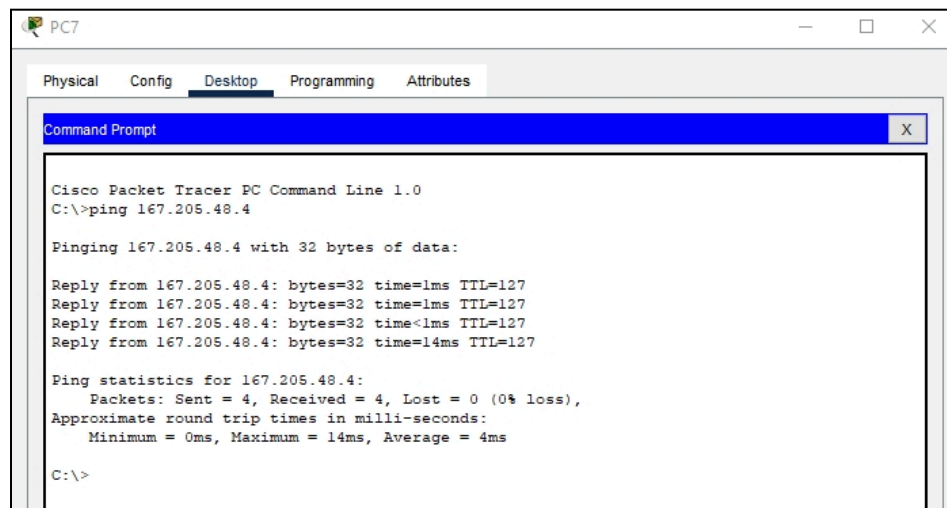 PC7
Physical Config Desktop Programming Attributes
Command Prompt
X
Cisco Packet Tracer PC Command Line 1.0
C:\>ping 167.205.48.4
Pinging 167.205.48.4 with 32 bytes of data:
Reply from 167.205.48.4: bytes=32 time=1ms TTL=127
Reply from 167.205.48.4: bytes=32 time=1ms TTL=127
Reply from 167.205.48.4: bytes=32 time<1ms TTL=127
Reply from 167.205.48.4: bytes=32 time=14ms TTL=127
Ping statistics for 167.205.48.4:
Packets: Sent = 4, Received = 4, Lost = 0 (0% loss),
Approximate round trip times in milli-seconds:
Minimum = 0ms, Maximum = 14ms, Average = 4ms
C:\>